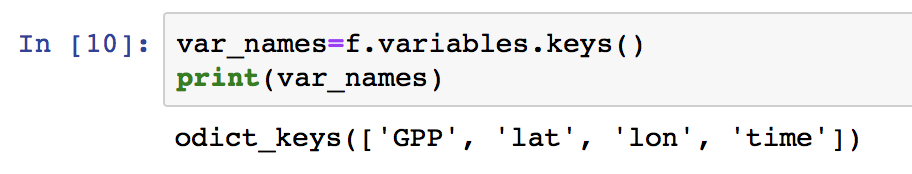 In [10]: var_names=f.variables.keys()
print(var_names)
odict_keys(['GPP', 'lat', 'lon', 'time'])